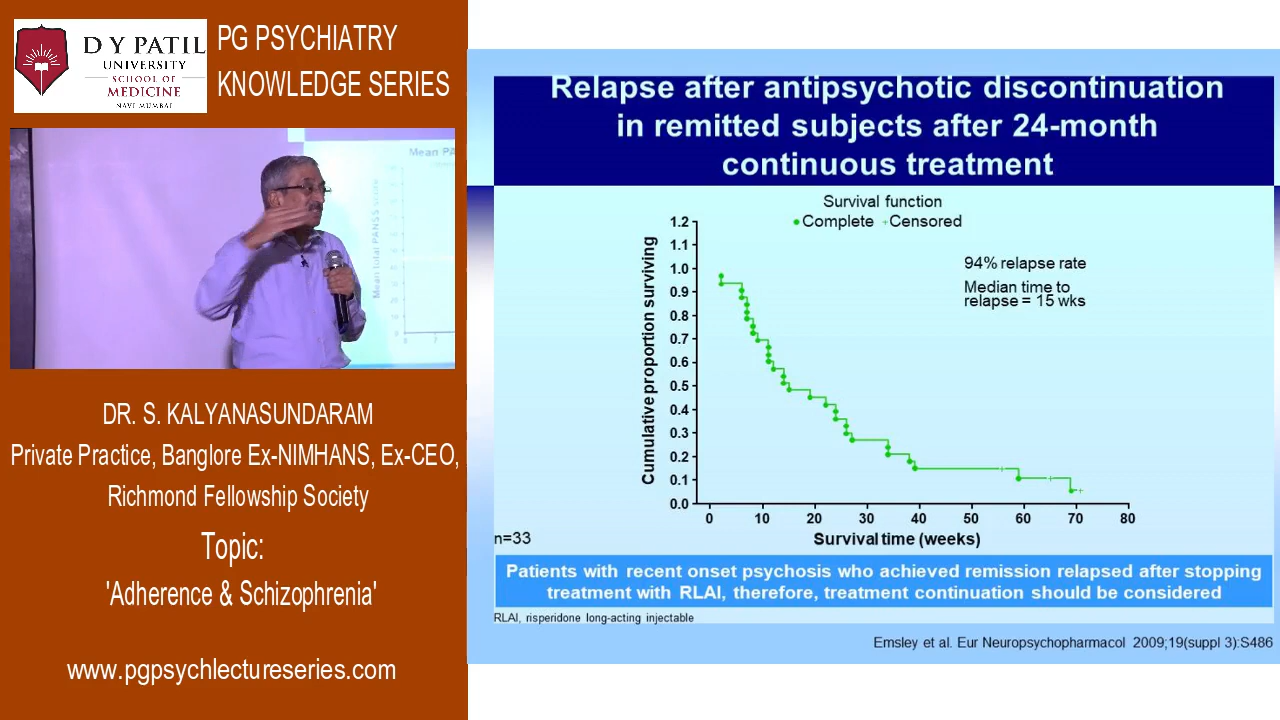 D Y PATIL
UNIVERSITY
SCHOOL OF
MEDICINE
NAVI MUMBAI
PG PSYCHIATRY
KNOWLEDGE SERIES
Mean PA
Mean total PANSS score
DR. S. KALYANASUNDARAM
Private Practice, Banglore Ex-NIMHANS, Ex-CEO,
Richmond Fellowship Society
Topic:
'Adherence & Schizophrenia'
www.pgpsychlectureseries.com
Relapse after antipsychotic discontinuation
in remitted subjects after 24-month
continuous treatment
Survival function
Complete + Censored
94% relapse rate
Median time to
relapse = 15 wks
Cumulative proportion surviving
1.2
1.1
1.0
0.9
0.8
0.7
0.6
0.5
0.4
0.3
0.2
0.1
0.0
0 10 20 30 40 50 60 70 80
Survival time (weeks)
n=33
Patients with recent onset psychosis who achieved remission relapsed after stopping
treatment with RLAI, therefore, treatment continuation should be considered
RLAI, risperidone long-acting injectable
Emsley et al. Eur Neuropsychopharmacol 2009;19(suppl 3):S486